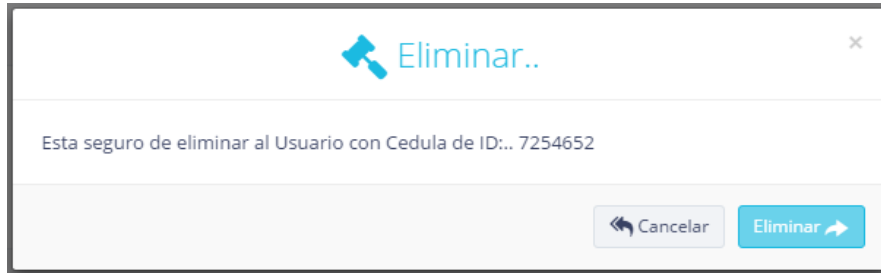 Eliminar..
×
Esta seguro de eliminar al Usuario con Cedula de ID:.. 7254652
Cancelar
Eliminar